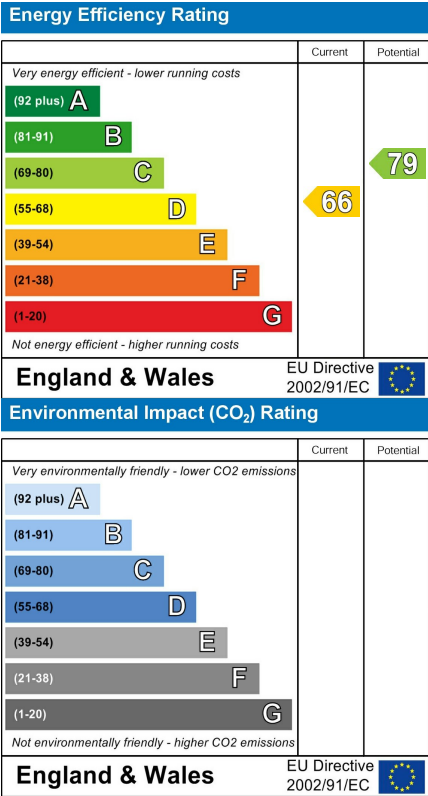 Energy Efficiency Rating
Current Potential
Very energy efficient - lower running costs
(92 plus) A
(81-91) B
(69-80) C
79
(55-68) D
66
(39-54) E
(21-38) F
(1-20) G
Not energy efficient - higher running costs
England & Wales
EU Directive
2002/91/EC
Environmental Impact (CO₂) Rating
Current Potential
Very environmentally friendly - lower CO2 emissions
(92 plus) A
(81-91) B
(69-80) C
(55-68) D
(39-54) E
(21-38) F
(1-20) G
Not environmentally friendly - higher CO2 emissions
England & Wales
EU Directive
2002/91/EC